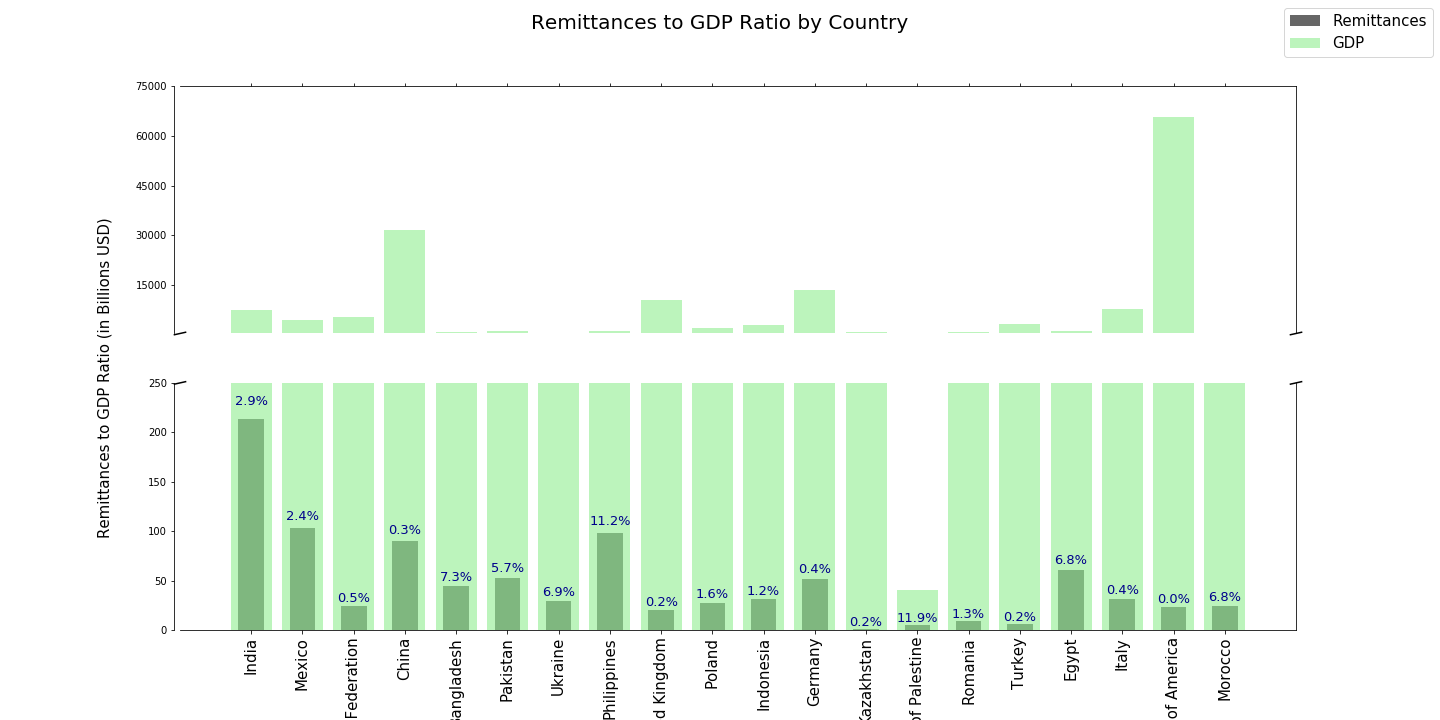 Remittances to GDP Ratio by Country
Remittances
GDP
Remittances to GDP Ratio (in Billions USD)
75000
60000
45000
30000
15000
250
200
150
100
50
0
2.9%
2.4%
0.5%
0.3%
7.3%
5.7%
6.9%
11.2%
0.2%
1.6%
1.2%
0.4%
0.2%
11.9%
1.3%
0.2%
6.8%
0.4%
0.0%
6.8%
India
Mexico
Federation
China
Bangladesh
Pakistan
Ukraine
Philippines
d Kingdom
Poland
Indonesia
Germany
Kazakhstan
of Palestine
Romania
Turkey
Egypt
Italy
of America
Morocco